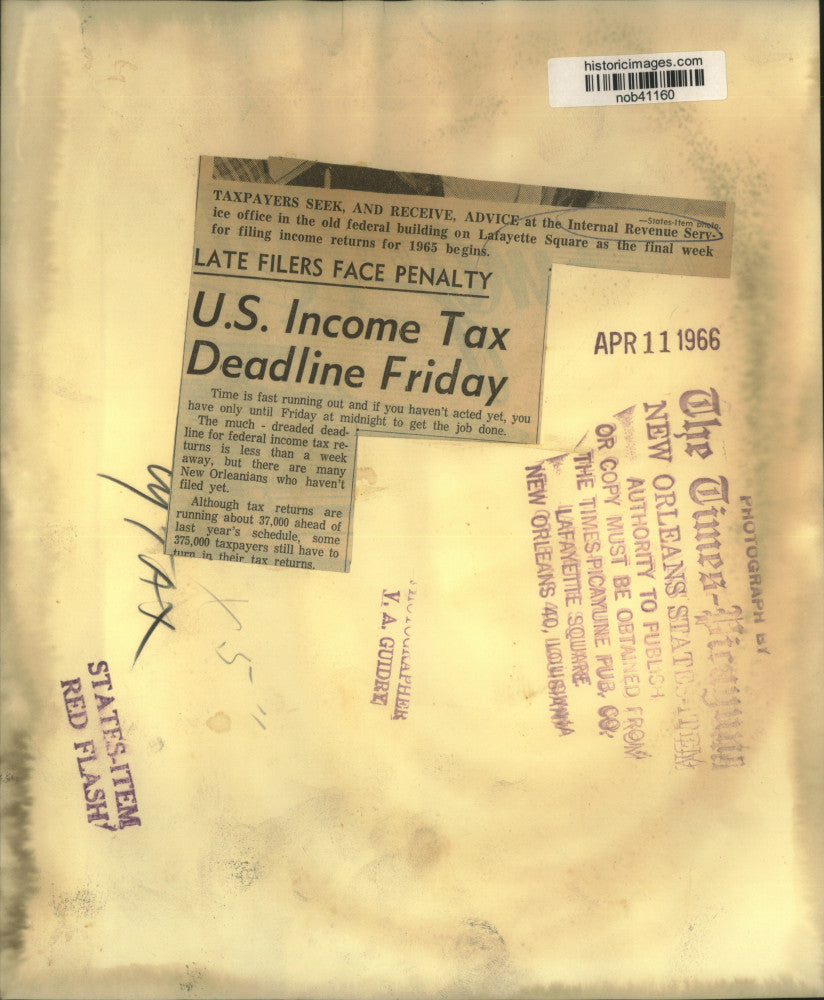 historicimages.com
nob41160
TAXPAYERS SEEK, AND RECEIVE, ADVICE at the Internal Revenue Serv-
—States-Item photo.
ice office in the old federal building on Lafayette Square as the final week
for filing income returns for 1965 begins.
LATE FILERS FACE PENALTY
U.S. Income Tax
Deadline Friday
Time is fast running out and if you haven't acted yet, you
have only until Friday at midnight to get the job done.
The much - dreaded dead-
line for federal income tax re-
turns is less than a week
away, but there are many
New Orleanians who haven't
filed yet.
Although tax returns are
running about 37,000 ahead of
last year's schedule, some
375,000 taxpayers still have to
turn in their tax returns.
APR 11 1966
PHOTOGRAPH BY
The Times-Picayune
NEW ORLEANS STATES-ITEM
AUTHORITY TO PUBLISH
OR COPY MUST BE OBTAINED FROM
THE TIMES-PICAYUNE PUB. CO.
LAFAYETTE SQUARE
NEW ORLEANS 40, LOUISIANA
PHOTOGRAPHER
V. A. GUIDRY
TAX
STATES-ITEM
RED FLASH